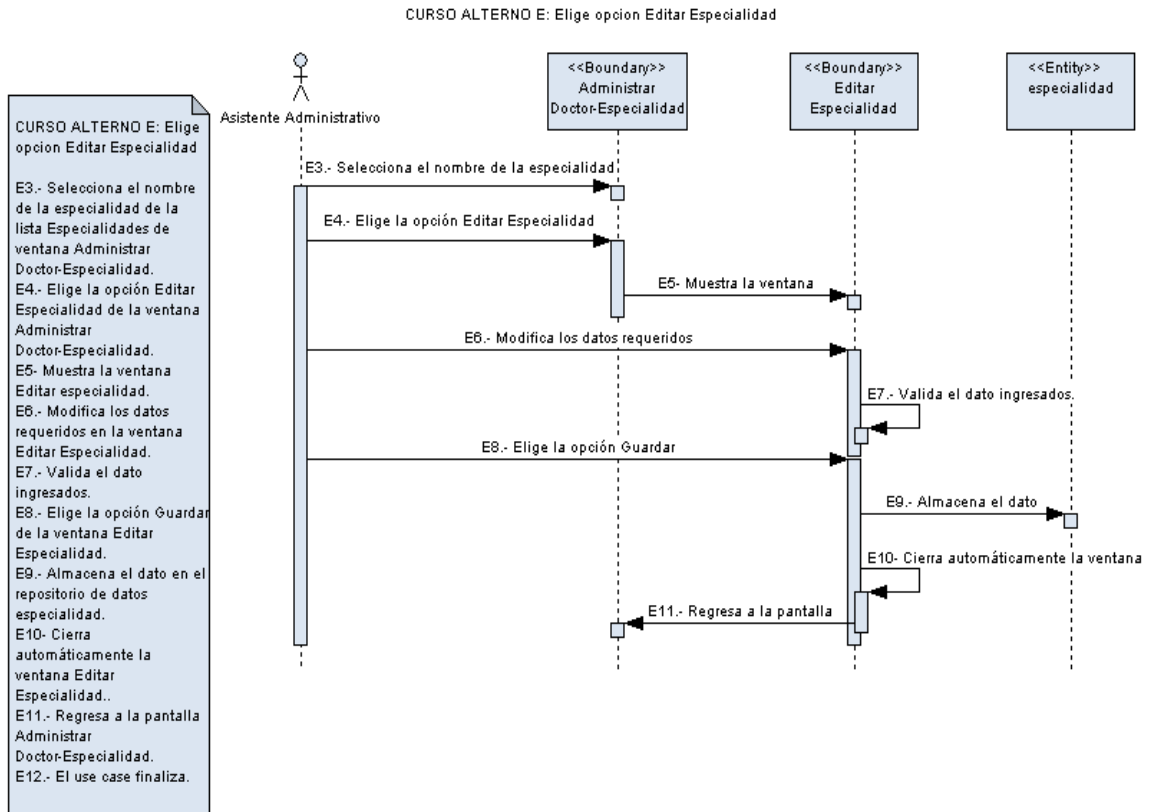 CURSO ALTERNO E: Elige opcion Editar Especialidad
<<Boundary>>
Administrar
Doctor-Especialidad
<<Boundary>>
Editar
Especialidad
<<Entity>>
especialidad
Asistente Administrativo
CURSO ALTERNO E: Elige
opcion Editar Especialidad
E3.- Selecciona el nombre
de la especialidad de la
lista Especialidades de
ventana Administrar
Doctor-Especialidad.
E4.- Elige la opción Editar
Especialidad de la ventana
Administrar
Doctor-Especialidad.
E5- Muestra la ventana
Editar especialidad.
E6.- Modifica los datos
requeridos en la ventana
Editar Especialidad.
E7.- Valida el dato
ingresados.
E8.- Elige la opción Guardar
de la ventana Editar
Especialidad.
E9.- Almacena el dato en el
repositorio de datos
especialidad.
E10- Cierra
automáticamente la
ventana Editar
Especialidad..
E11.- Regresa a la pantalla
Administrar
Doctor-Especialidad.
E12.- El use case finaliza.
E3.- Selecciona el nombre de la especialidad
E4.- Elige la opción Editar Especialidad
E5- Muestra la ventana
E6.- Modifica los datos requeridos
E7.- Valida el dato ingresados.
E8.- Elige la opción Guardar
E9.- Almacena el dato
E10- Cierra automáticamente la ventana
E11.- Regresa a la pantalla